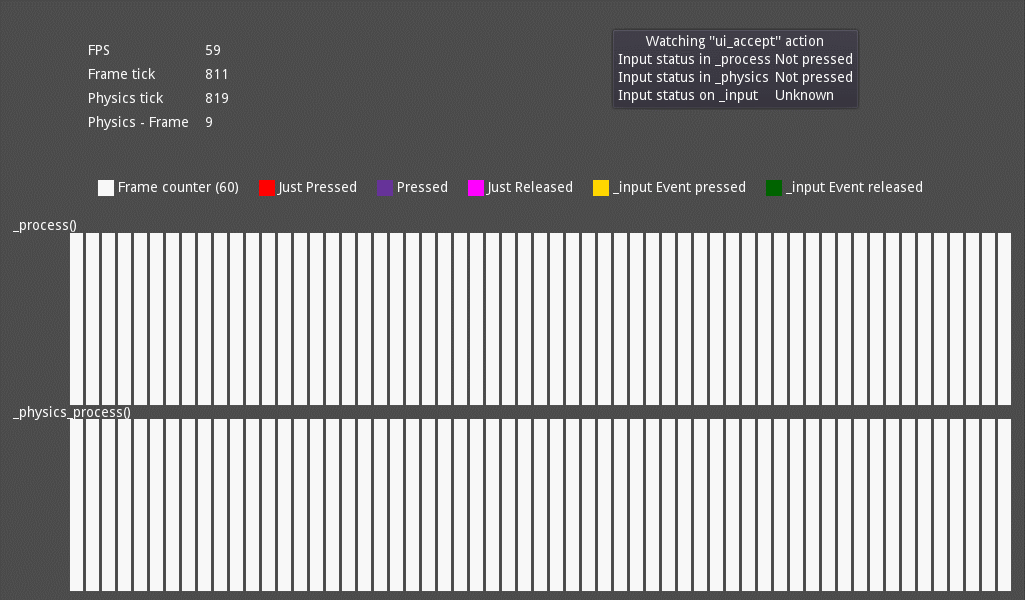 FPS 59
Frame tick 811
Physics tick 819
Physics - Frame 9
Watching "ui_accept" action
Input status in _process Not pressed
Input status in _physics Not pressed
Input status on _input Unknown
Frame counter (60) Just Pressed Pressed Just Released _input Event pressed _input Event released
_process()
_physics_process()